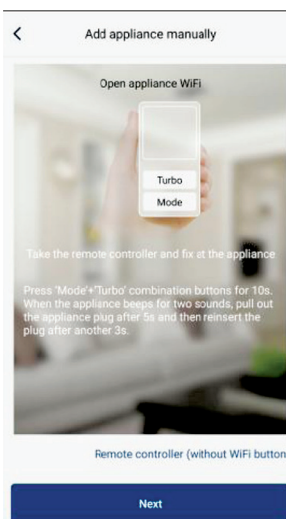 Add appliance manually
Open appliance WiFi
Turbo
Mode
Take the remote controller and fix at the appliance
Press 'Mode'+'Turbo' combination buttons for 10s.
When the appliance beeps for two sounds, pull out
the appliance plug after 5s and then reinsert the
plug after another 3s.
Remote controller (without WiFi button
Next